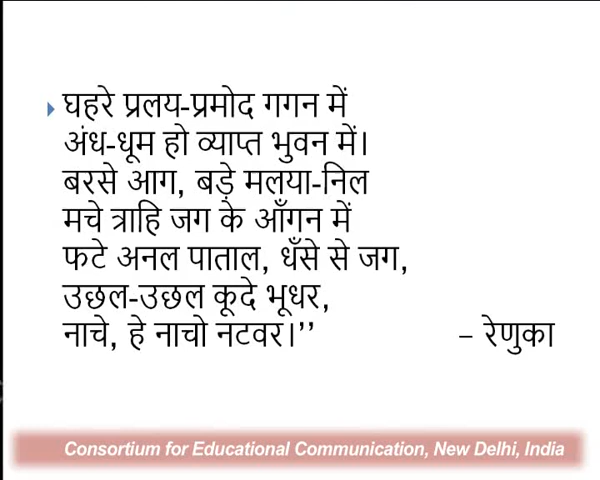 घहरे प्रलय-प्रमोद गगन में
अंध-धूम हो व्याप्त भुवन में।
बरसे आग, बड़े मलया-निल
मचे त्राहि जग के आँगन में
फटे अनल पाताल, धँसे से जग,
उछल-उछल कूदे भूधर,
नाचे, हे नाचो नटवर।’’ – रेणुका
Consortium for Educational Communication, New Delhi, India